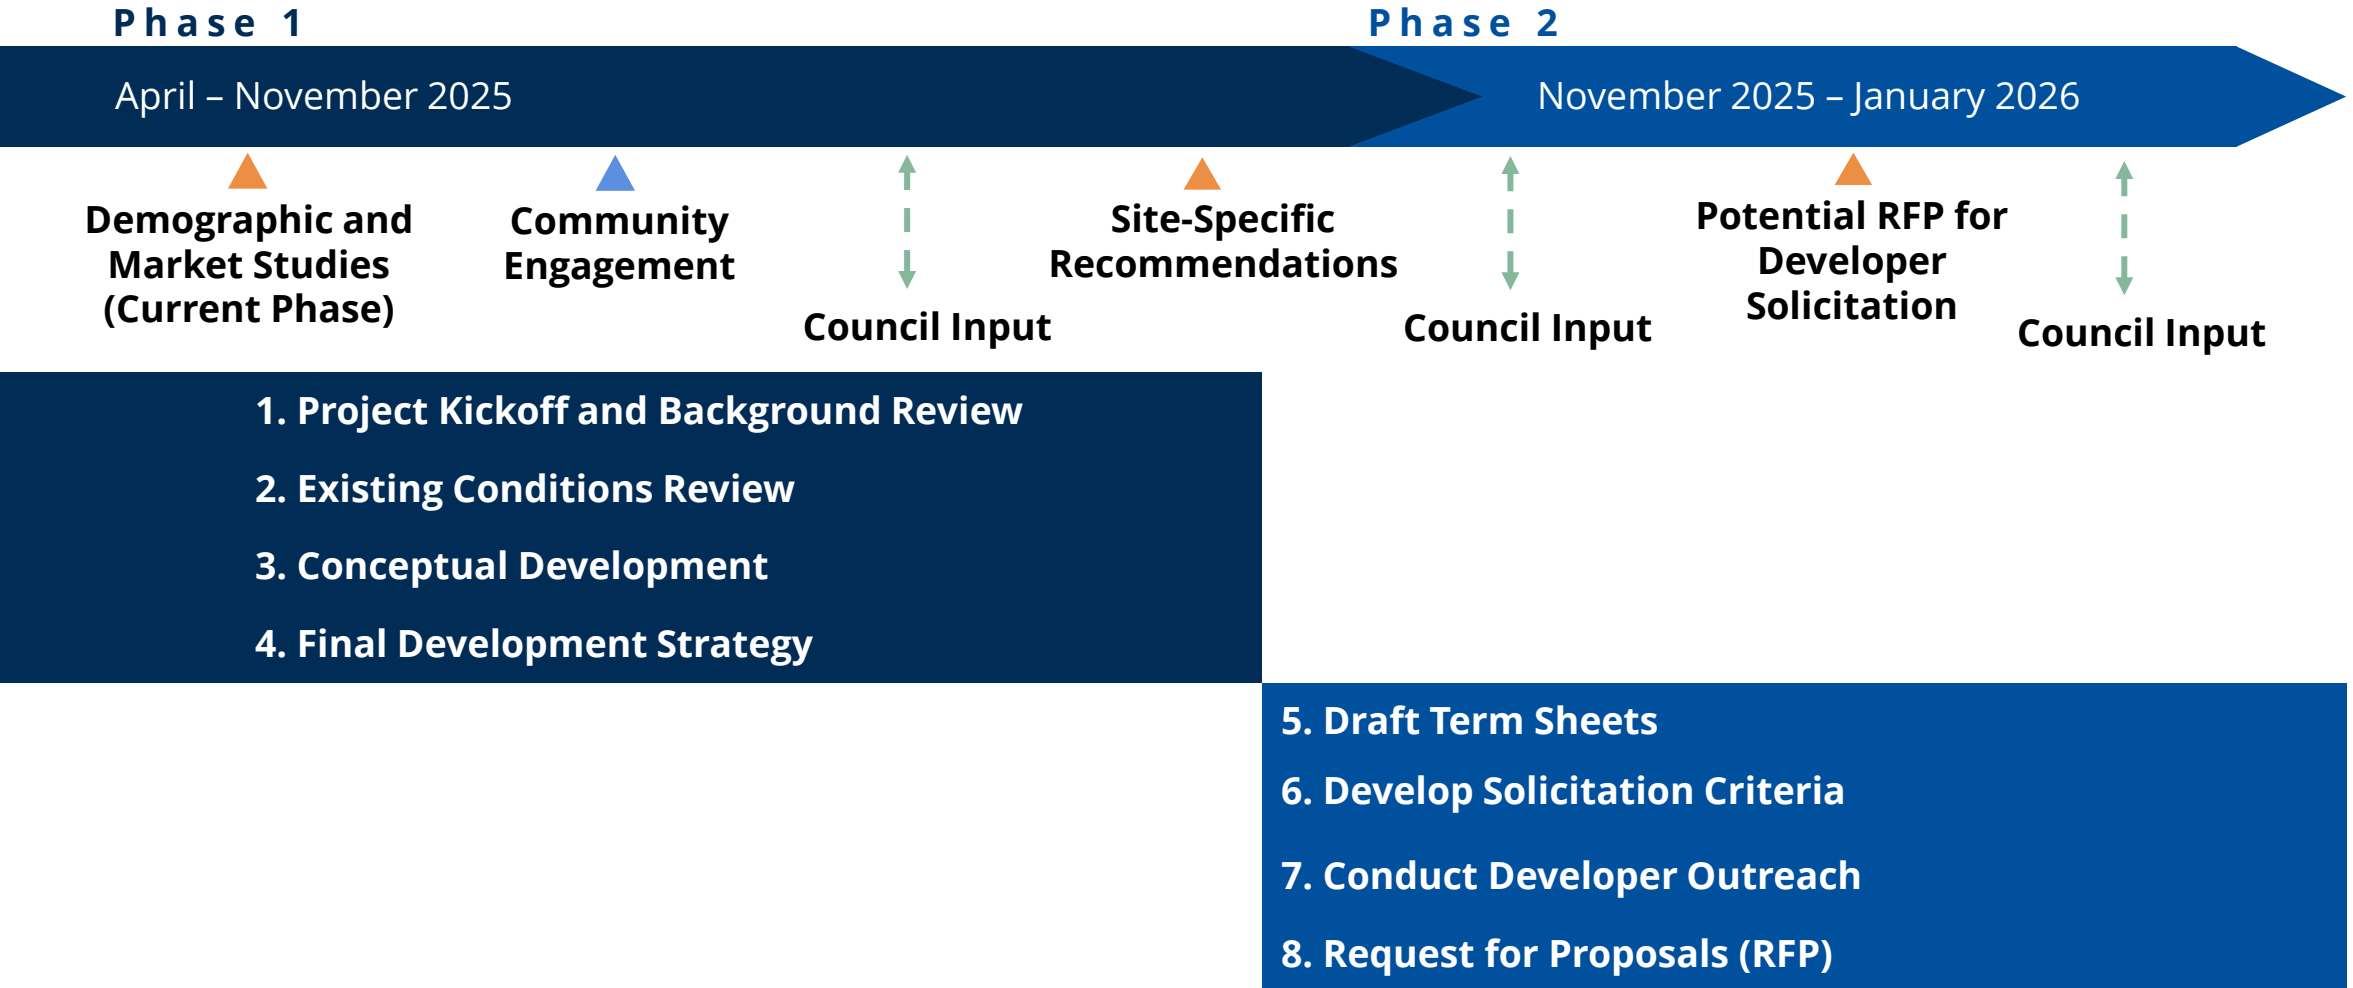 Phase 1
Phase 2
April – November 2025
November 2025 – January 2026
Demographic and
Market Studies
(Current Phase)
Community
Engagement
Council Input
Site-Specific
Recommendations
Council Input
Potential RFP for
Developer
Solicitation
Council Input
1. Project Kickoff and Background Review
2. Existing Conditions Review
3. Conceptual Development
4. Final Development Strategy
5. Draft Term Sheets
6. Develop Solicitation Criteria
7. Conduct Developer Outreach
8. Request for Proposals (RFP)